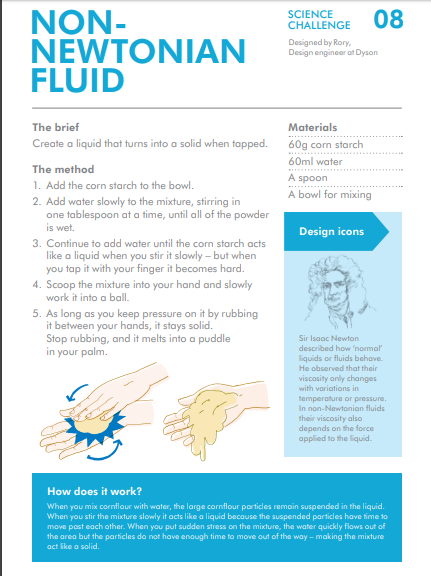 NON-
NEWTONIAN
FLUID
SCIENCE
CHALLENGE
08
Designed by Rory,
Design engineer at Dyson
The brief
Create a liquid that turns into a solid when tapped.
The method
1. Add the corn starch to the bowl.
2. Add water slowly to the mixture, stirring in
one tablespoon at a time, until all of the powder
is wet.
3. Continue to add water until the corn starch acts
like a liquid when you stir it slowly – but when
you tap it with your finger it becomes hard.
4. Scoop the mixture into your hand and slowly
work it into a ball.
5. As long as you keep pressure on it by rubbing
it between your hands, it stays solid.
Stop rubbing, and it melts into a puddle
in your palm.
Materials
60g corn starch
60ml water
A spoon
A bowl for mixing
Design icons
Sir Isaac Newton
described how ‘normal’
liquids or fluids behave.
He observed that their
viscosity only changes
with variations in
temperature or pressure.
In non-Newtonian fluids
their viscosity also
depends on the force
applied to the liquid.
How does it work?
When you mix cornflour with water, the large cornflour particles remain suspended in the liquid.
When you stir the mixture slowly it acts like a liquid because the suspended particles have time to
move past each other. When you put sudden stress on the mixture, the water quickly flows out of
the area but the particles do not have enough time to move out of the way – making the mixture
act like a solid.